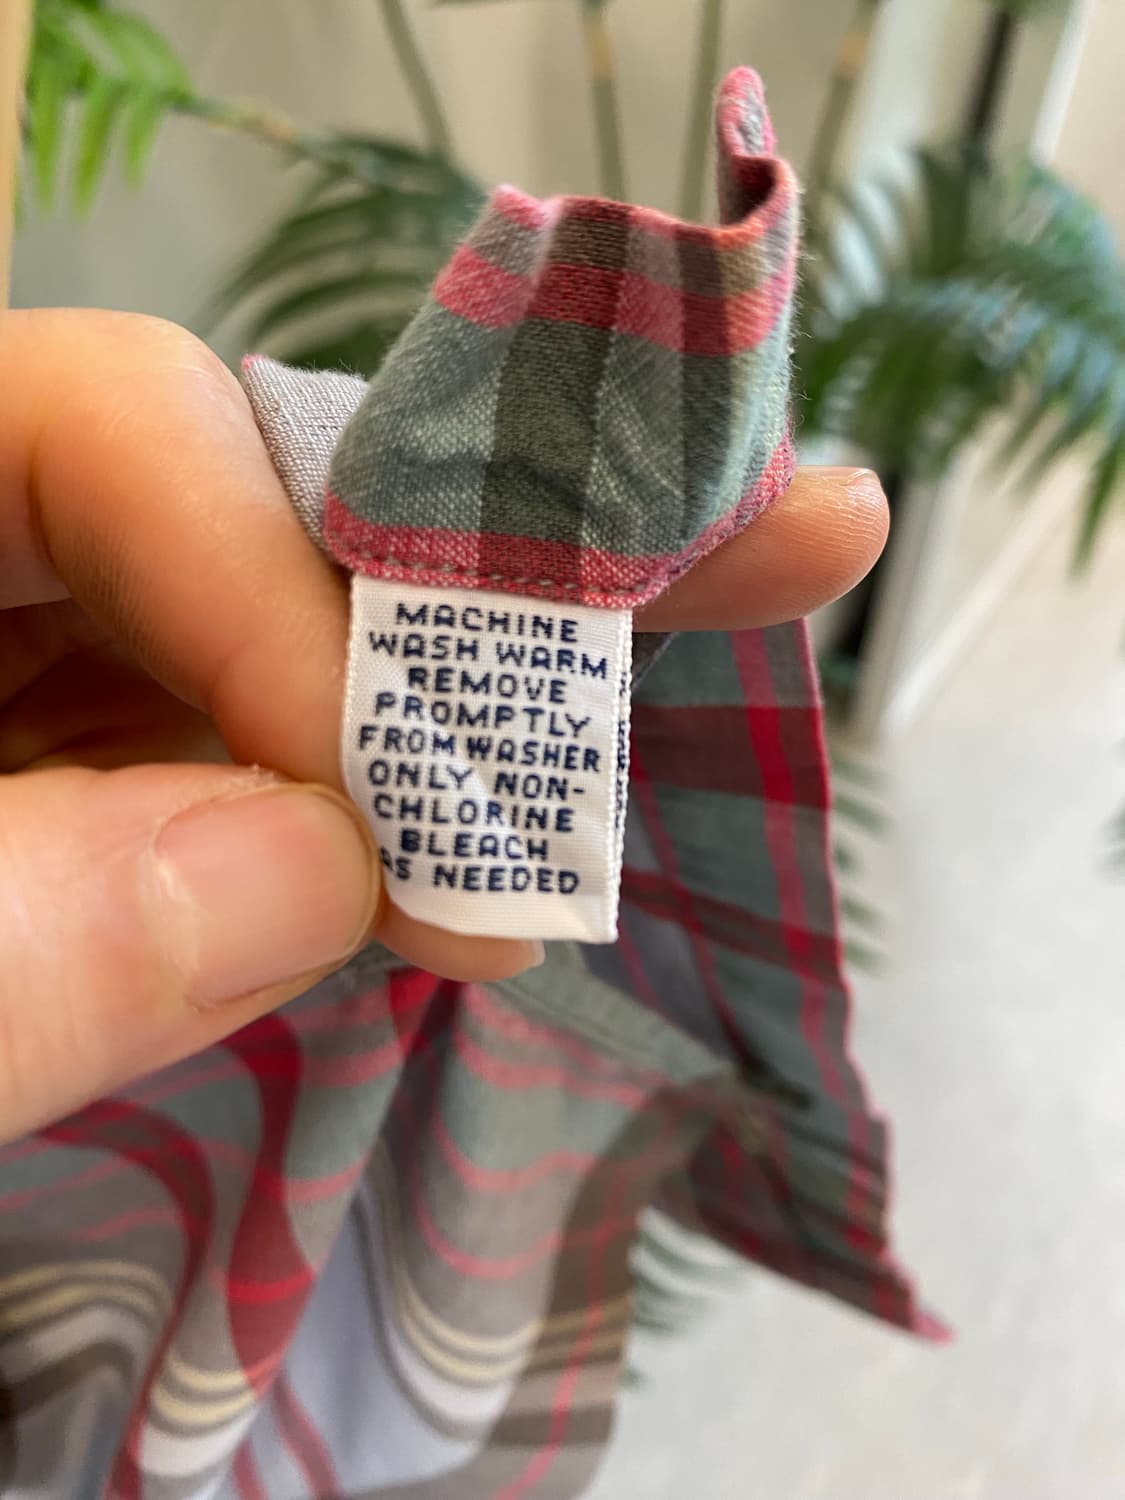 MACHINE
WASH WARM
REMOVE
PROMPTLY
FROM WASHER
ONLY NON-
CHLORINE
BLEACH
AS NEEDED